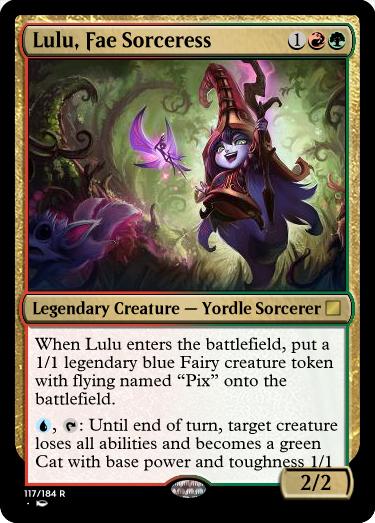 Lulu, Fae Sorceress 1
Legendary Creature — Yordle Sorcerer
When Lulu enters the battlefield, put a
1/1 legendary blue Fairy creature token
with flying named “Pix” onto the
battlefield.
, : Until end of turn, target creature
loses all abilities and becomes a green
Cat with base power and toughness 1/1
2/2
117/184 R